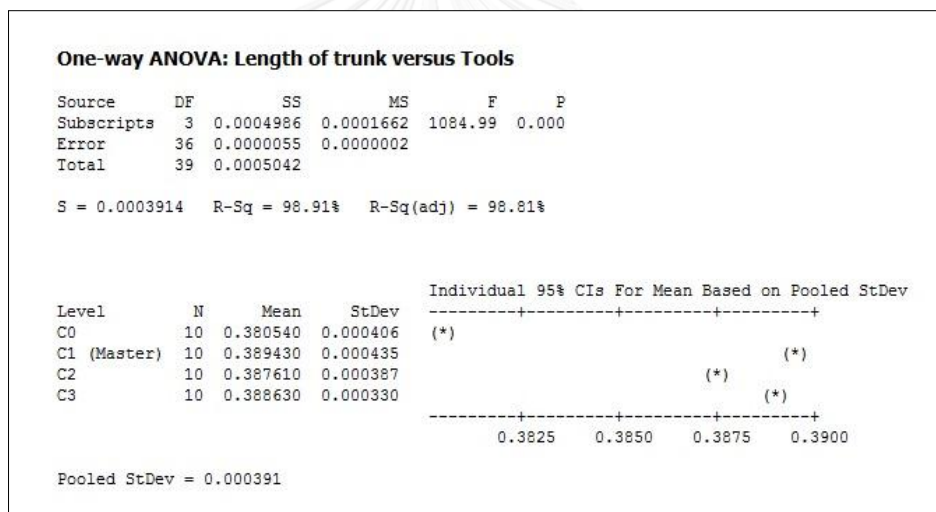 One-way ANOVA: Length of trunk versus Tools
Source DF SS MS F P
Subscripts 3 0.0004986 0.0001662 1084.99 0.000
Error 36 0.0000055 0.0000002
Total 39 0.0005042
S = 0.0003914 R-Sq = 98.91% R-Sq(adj) = 98.81%
Individual 95% CIs For Mean Based on Pooled StDev
Level N Mean StDev ---------+---------+---------+---------+
C0 10 0.380540 0.000406 (*)
C1 (Master) 10 0.389430 0.000435 (*)
C2 10 0.387610 0.000387 (*)
C3 10 0.388630 0.000330 (*)
---------+---------+---------+---------+
0.3825 0.3850 0.3875 0.3900
Pooled StDev = 0.000391